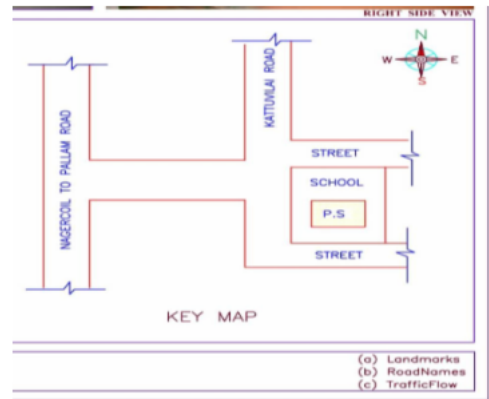 RIGHT SIDE VIEW
N
W
E
S
NAGERCOIL TO PALLAM ROAD
KATTUVILAI ROAD
STREET
SCHOOL
P.S
STREET
KEY MAP
(a) Landmarks
(b) RoadNames
(c) TrafficFlow